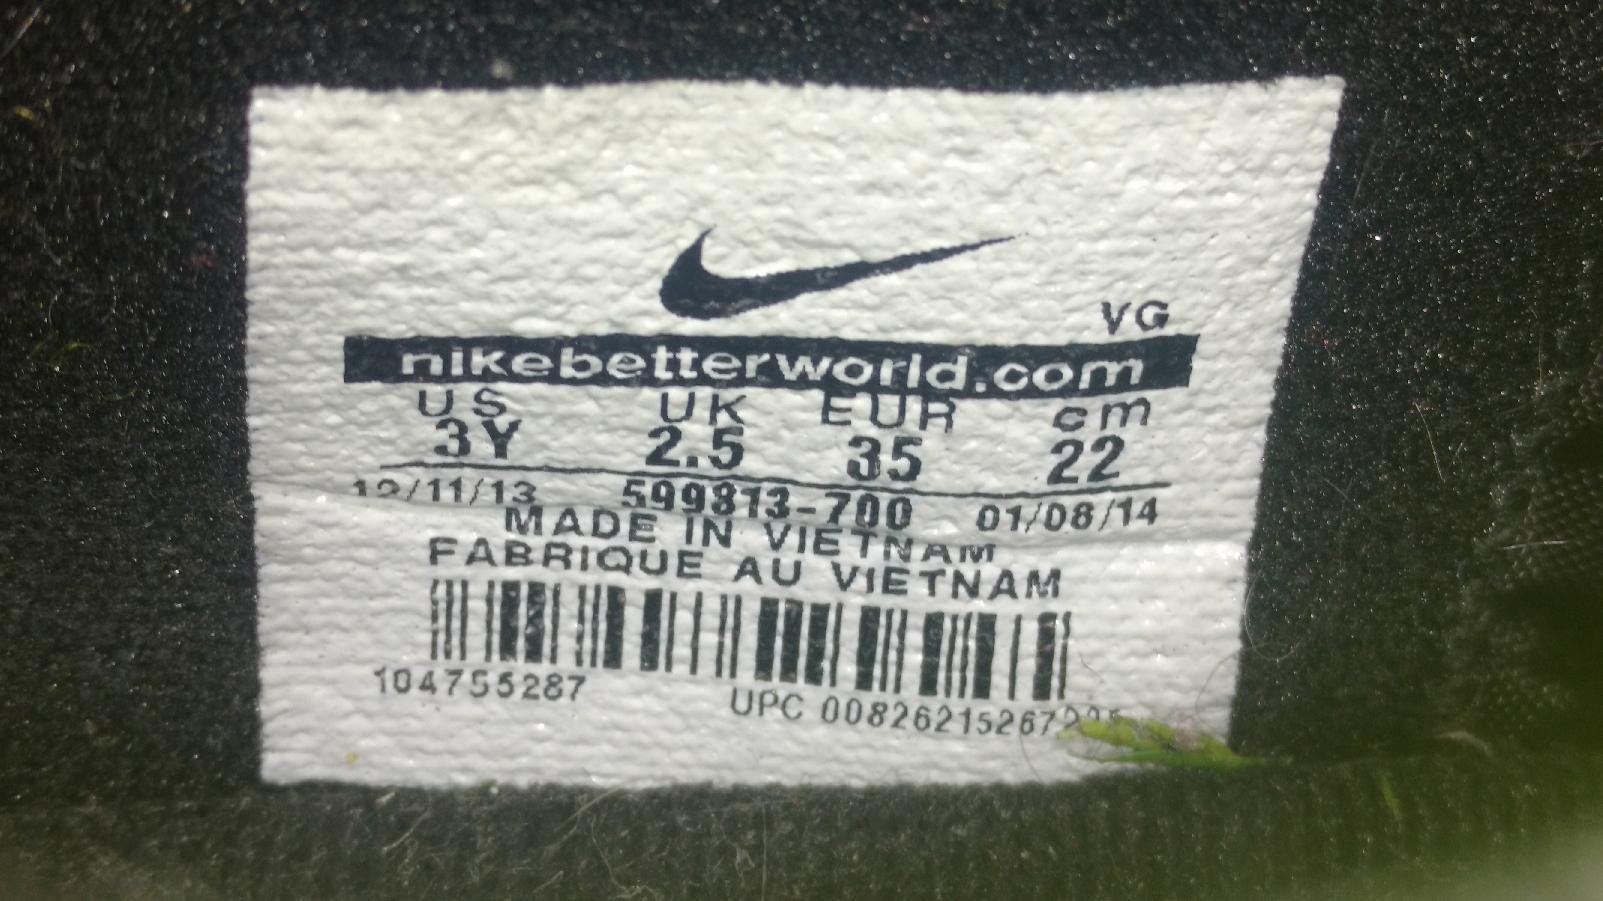 VG
nikebetterworld.com
US UK EUR cm
3Y 2.5 35 22
12/11/13 599813-700 01/08/14
MADE IN VIETNAM
FABRIQUE AU VIETNAM
104755287 UPC